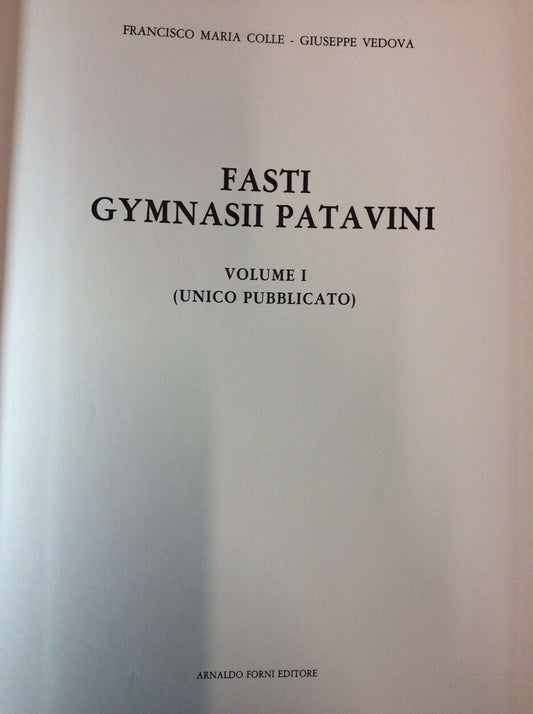 FRANCISCO MARIA COLLE - GIUSEPPE VEDOVA
FASTI
GYMNASII PATAVINI
VOLUME I
(UNICO PUBBLICATO)
ARNALDO FORNI EDITORE